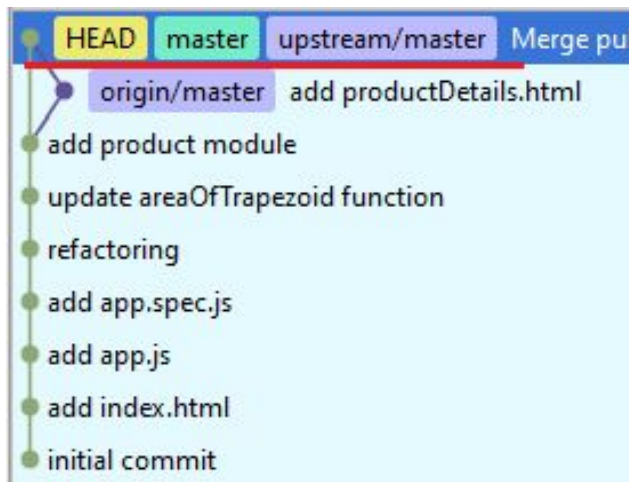 HEAD master upstream/master Merge pu
origin/master add productDetails.html
add product module
update areaOfTrapezoid function
refactoring
add app.spec.js
add app.js
add index.html
initial commit